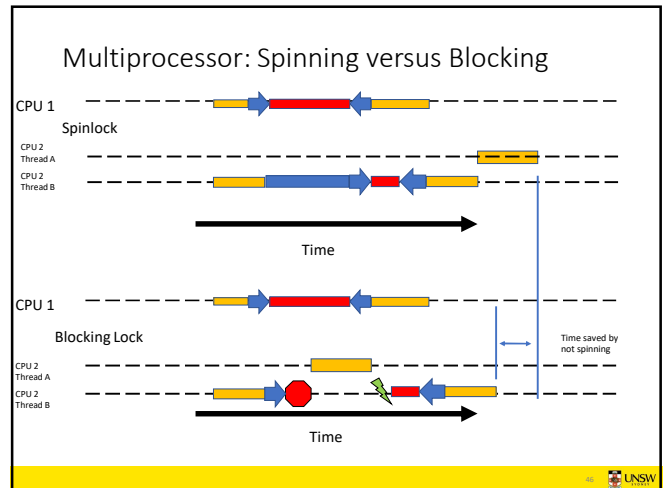 Multiprocessor: Spinning versus Blocking
CPU 1
Spinlock
CPU 2
Thread A
CPU 2
Thread B
Time
CPU 1
Blocking Lock
Time saved by
not spinning
CPU 2
Thread A
CPU 2
Thread B
Time
46
UNSW
SYDNEY